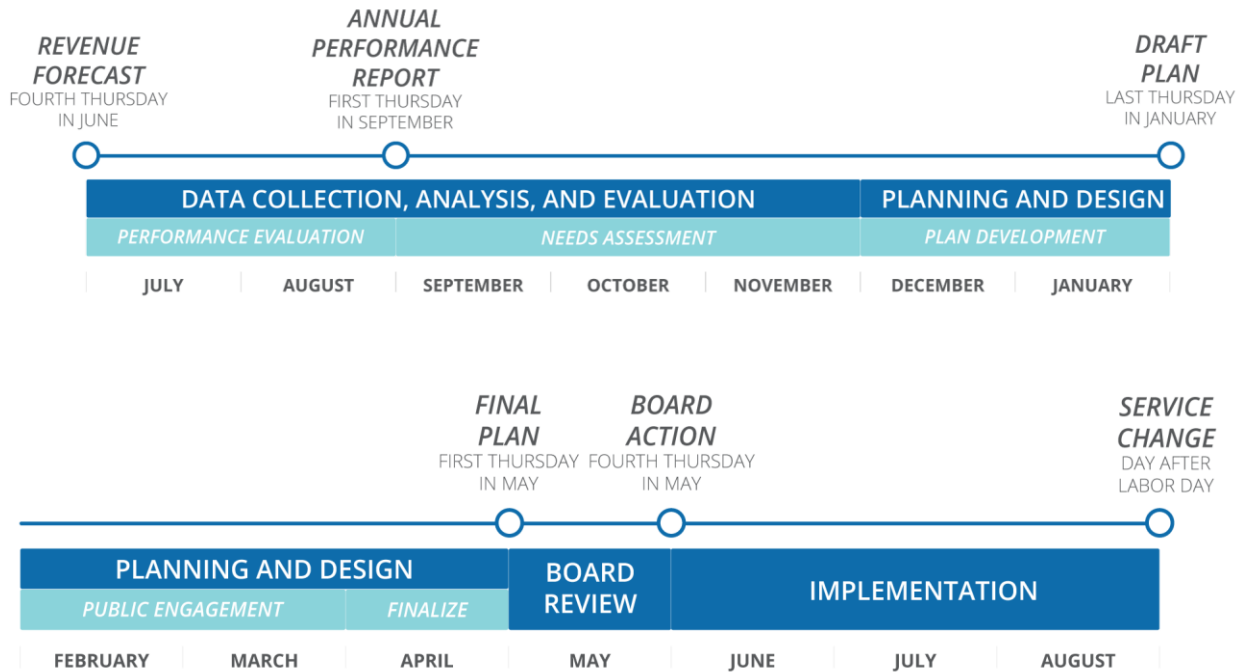 REVENUE
FORECAST
FOURTH THURSDAY
IN JUNE
ANNUAL
PERFORMANCE
REPORT
FIRST THURSDAY
IN SEPTEMBER
DRAFT
PLAN
LAST THURSDAY
IN JANUARY
DATA COLLECTION, ANALYSIS, AND EVALUATION
PLANNING AND DESIGN
PERFORMANCE EVALUATION
NEEDS ASSESSMENT
PLAN DEVELOPMENT
JULY
AUGUST
SEPTEMBER
OCTOBER
NOVEMBER
DECEMBER
JANUARY
FINAL
PLAN
FIRST THURSDAY
IN MAY
BOARD
ACTION
FOURTH THURSDAY
IN MAY
SERVICE
CHANGE
DAY AFTER
LABOR DAY
PLANNING AND DESIGN
PUBLIC ENGAGEMENT
FINALIZE
BOARD
REVIEW
IMPLEMENTATION
FEBRUARY
MARCH
APRIL
MAY
JUNE
JULY
AUGUST